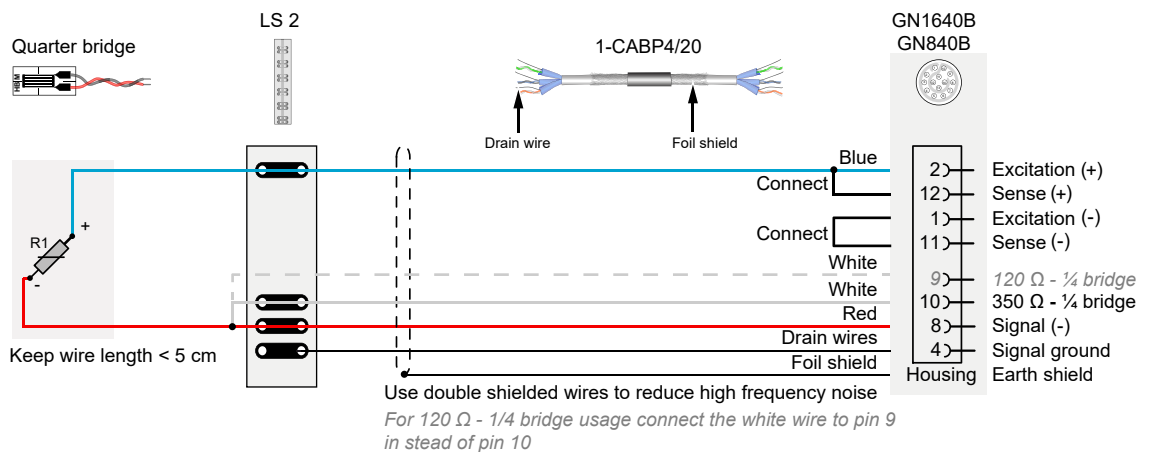 LS 2
GN1640B
GN840B
Quarter bridge
1-CABP4/20
HBM
Drain wire
Foil shield
Blue
2
Excitation (+)
Connect
12
Sense (+)
1
Excitation (-)
Connect
11
Sense (-)
R1
+
-
White
9
120 Ω - ¼ bridge
White
10
350 Ω - ¼ bridge
Red
8
Signal (-)
Drain wires
4
Signal ground
Keep wire length < 5 cm
Foil shield
Housing
Earth shield
Use double shielded wires to reduce high frequency noise
For 120 Ω - 1/4 bridge usage connect the white wire to pin 9
in stead of pin 10